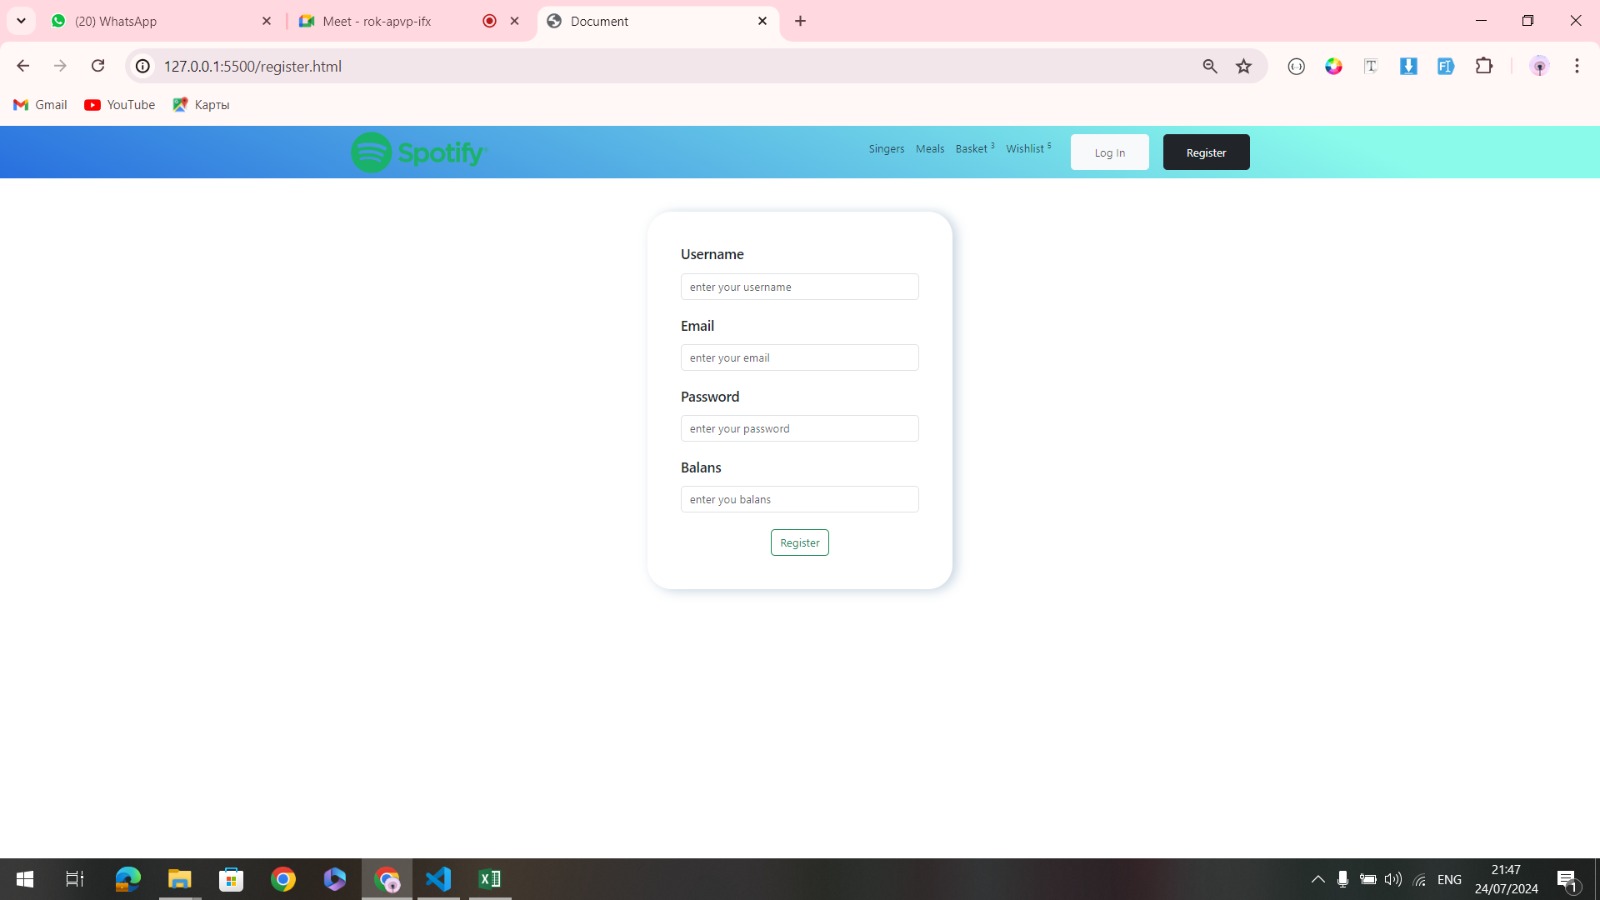 (20) WhatsApp
Meet - rok-apvp-ifx
Document
127.0.0.1:5500/register.html
Gmail
YouTube
Карты
Spotify
Singers
Meals
Basket 3
Wishlist 5
Log In
Register
Username
enter your username
Email
enter your email
Password
enter your password
Balans
enter you balans
Register
ENG
21:47
24/07/2024
1